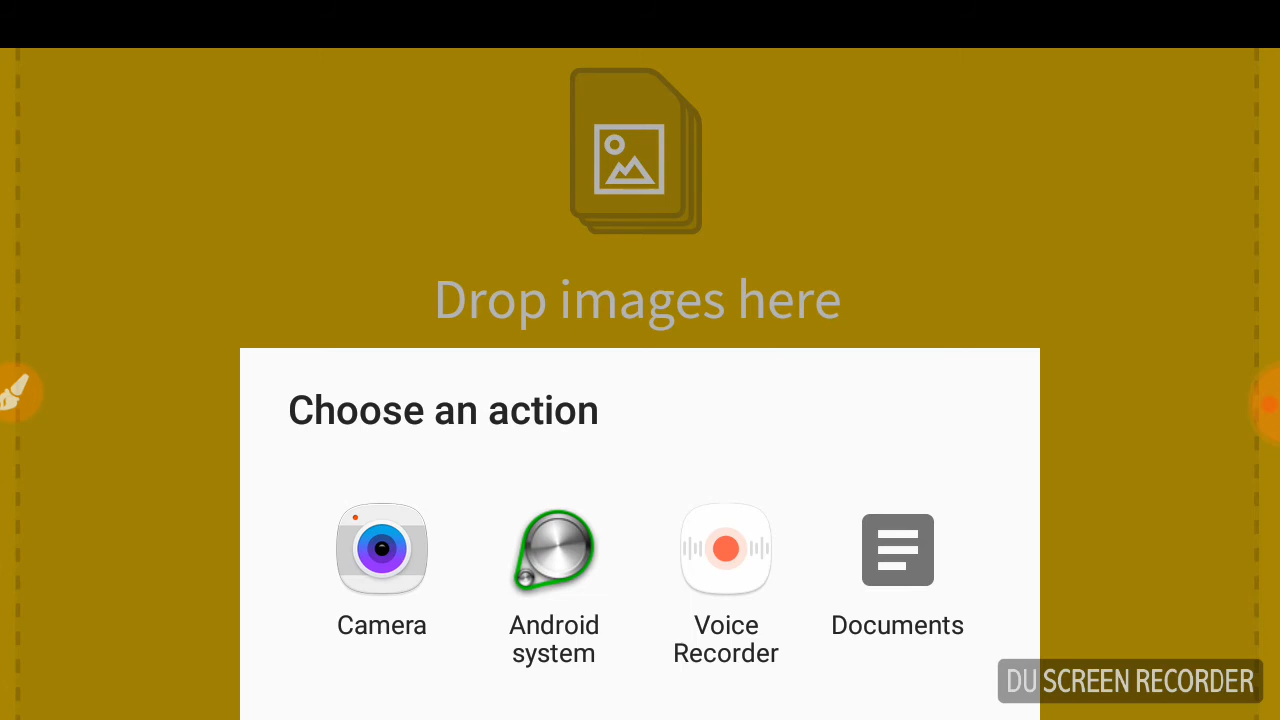 Drop images here
Choose an action
Camera
Android
system
Voice
Recorder
Documents
DU SCREEN RECORDER